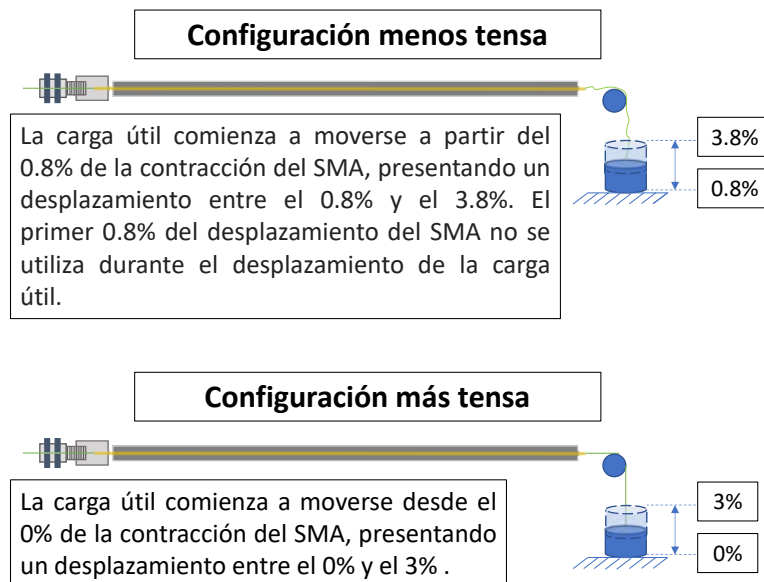 Configuración menos tensa
La carga útil comienza a moverse a partir del
0.8% de la contracción del SMA, presentando un
desplazamiento entre el 0.8% y el 3.8%. El
primer 0.8% del desplazamiento del SMA no se
utiliza durante el desplazamiento de la carga
útil.
3.8%
0.8%
Configuración más tensa
La carga útil comienza a moverse desde el
0% de la contracción del SMA, presentando
un desplazamiento entre el 0% y el 3% .
3%
0%